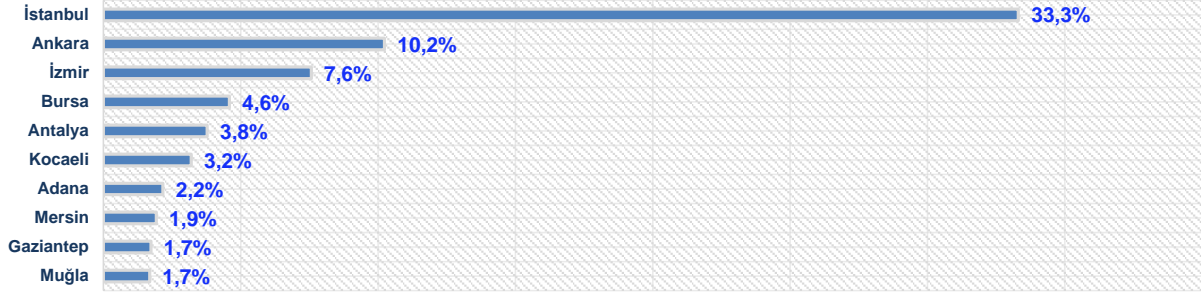 İstanbul 33,3%
Ankara 10,2%
İzmir 7,6%
Bursa 4,6%
Antalya 3,8%
Kocaeli 3,2%
Adana 2,2%
Mersin 1,9%
Gaziantep 1,7%
Muğla 1,7%